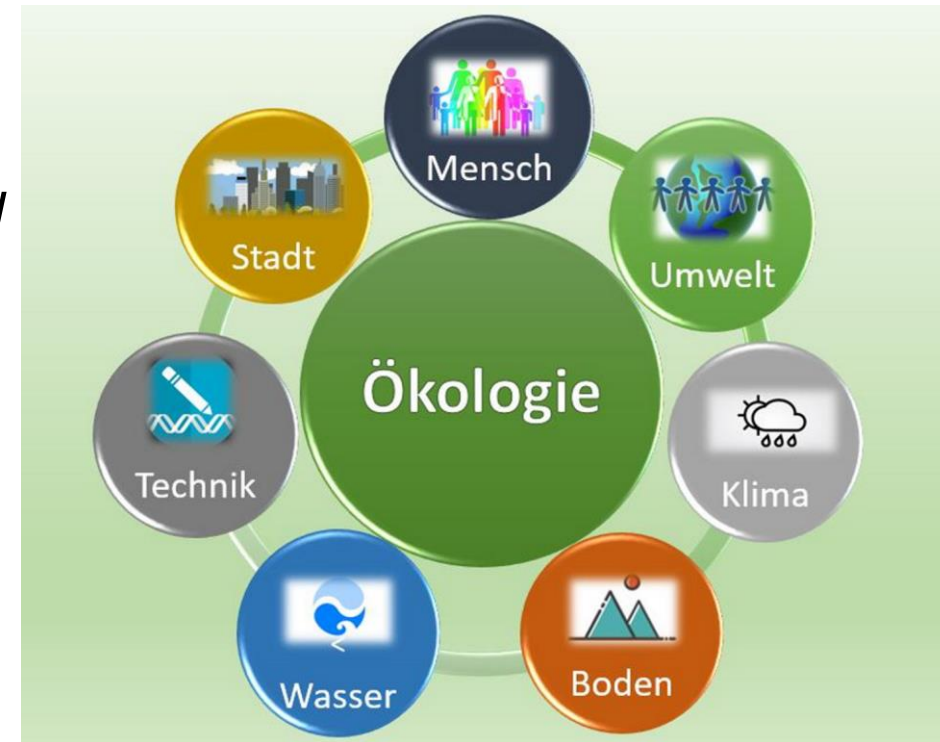 Mensch
Umwelt
Klima
Boden
Wasser
Technik
Stadt
Ökologie